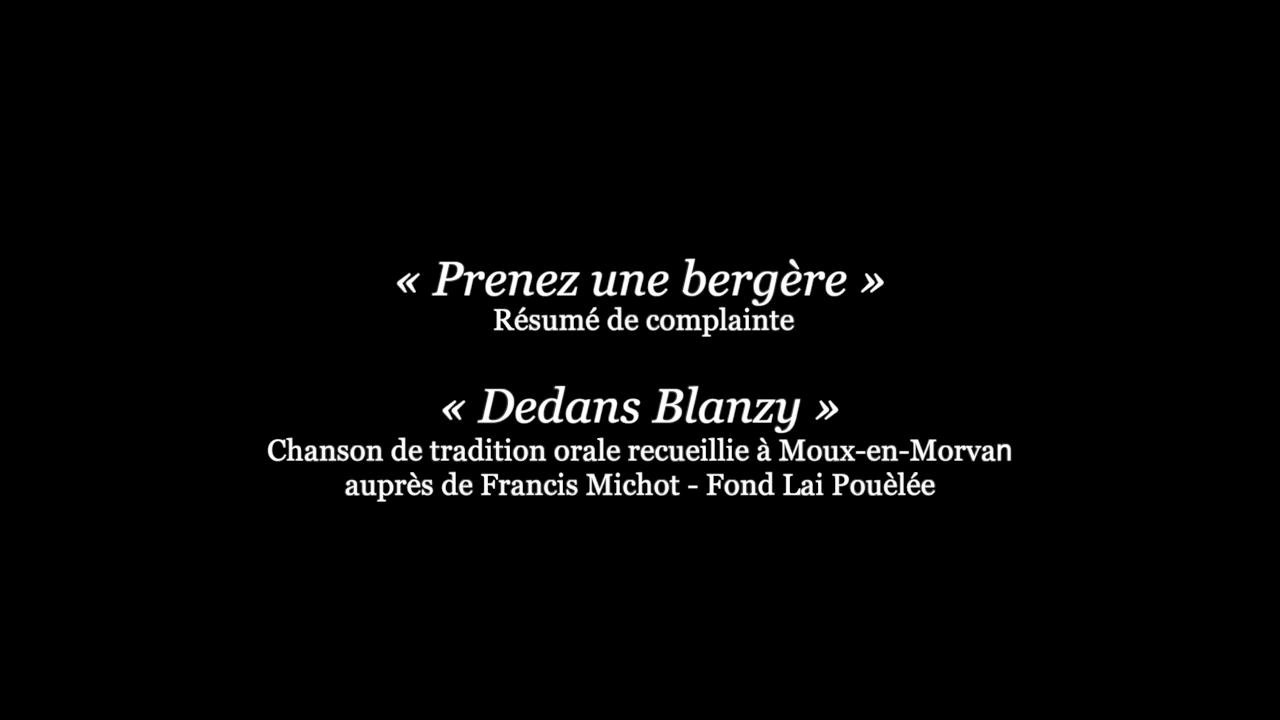 « Prenez une bergère »
Résumé de complainte
« Dedans Blanzy »
Chanson de tradition orale recueillie à Moux-en-Morvan
auprès de Francis Michot - Fond Lai Pouèlée